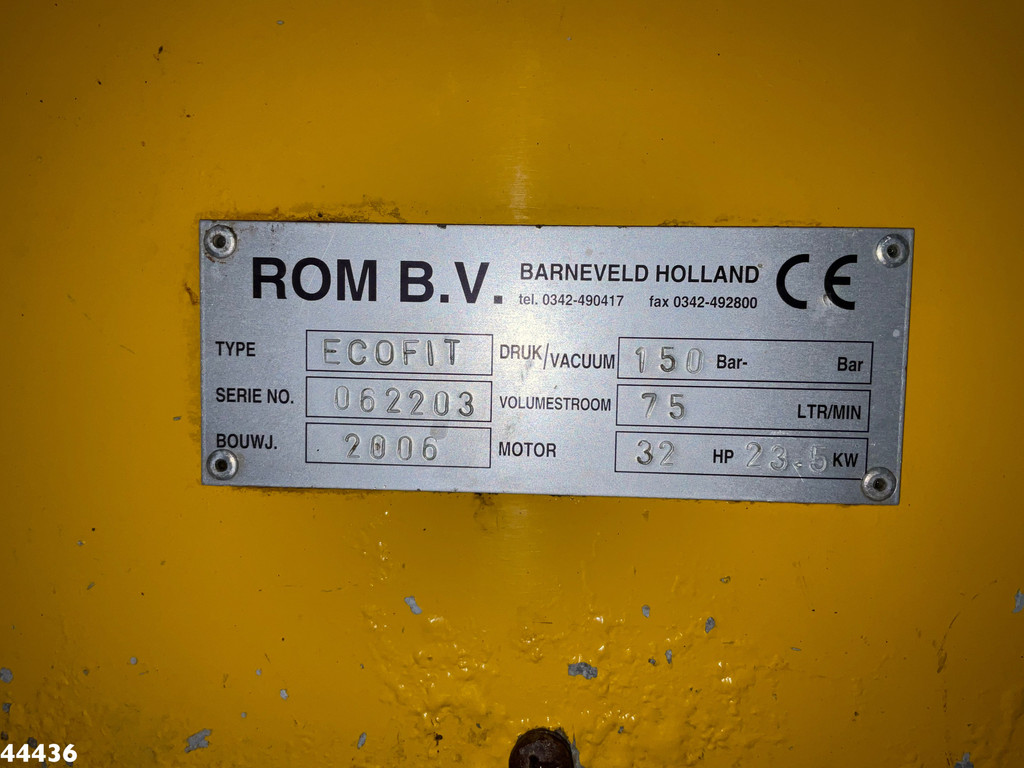 ROM B.V. BARNEVELD HOLLAND CE
tel. 0342-490417 fax 0342-492800
TYPE ECOFIT DRUK/VACUUM 150 Bar- Bar
SERIE NO. 062203 VOLUMESTROOM 75 LTR/MIN
BOUWJ. 2006 MOTOR 32 HP 23.5 KW
44436